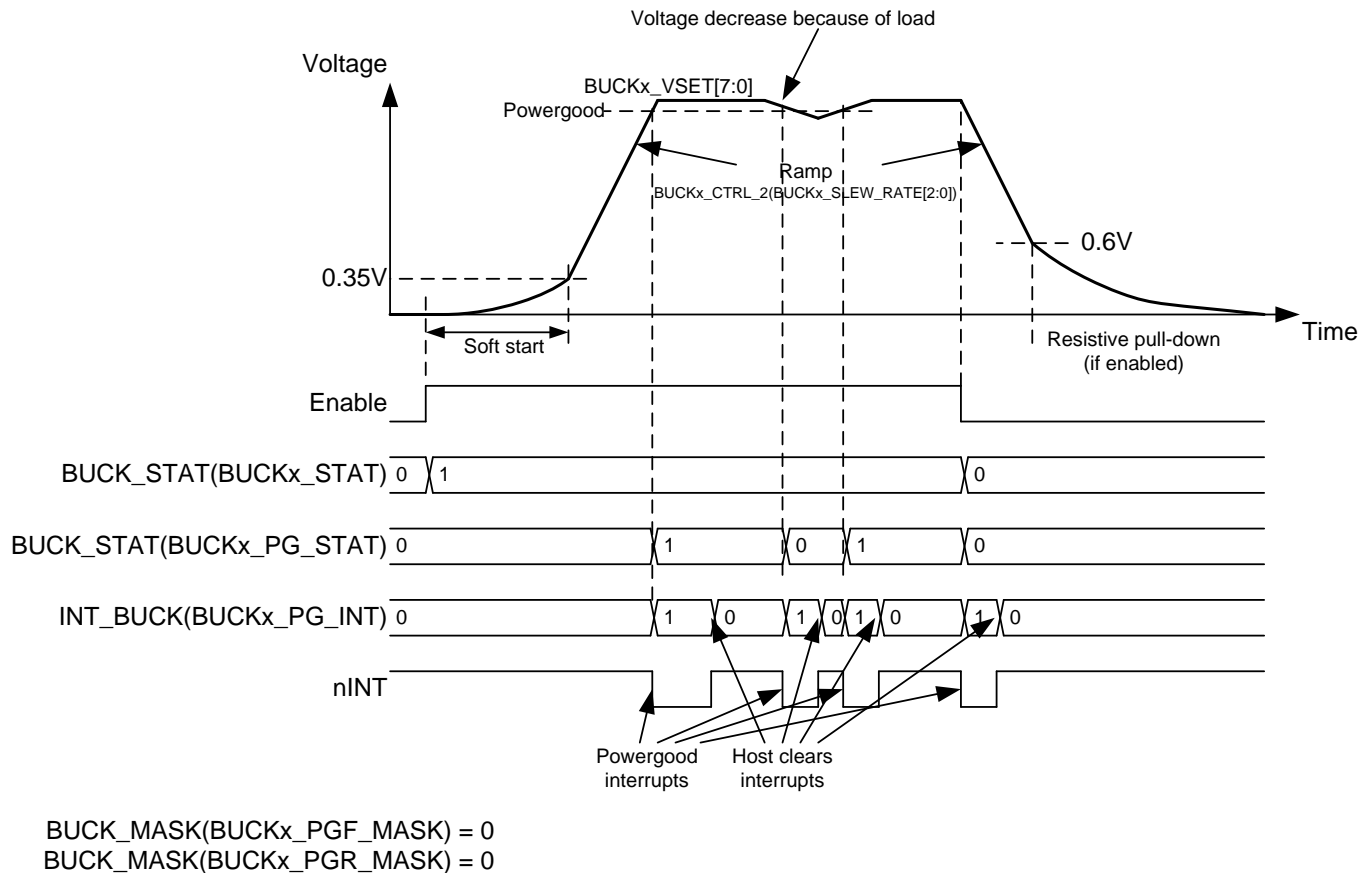 Voltage decrease because of load
Voltage
BUCKx_VSET[7:0]
Powergood
Ramp
BUCKx_CTRL_2(BUCKx_SLEW_RATE[2:0])
0.6V
0.35V
Time
Soft start
Resistive pull-down
(if enabled)
Enable
BUCK_STAT(BUCKx_STAT) 0 1 0
BUCK_STAT(BUCKx_PG_STAT) 0 1 0 1 0
INT_BUCK(BUCKx_PG_INT) 0 1 0 1 0 1 0 1 0
nINT
Powergood
interrupts
Host clears
interrupts
BUCK_MASK(BUCKx_PGF_MASK) = 0
BUCK_MASK(BUCKx_PGR_MASK) = 0